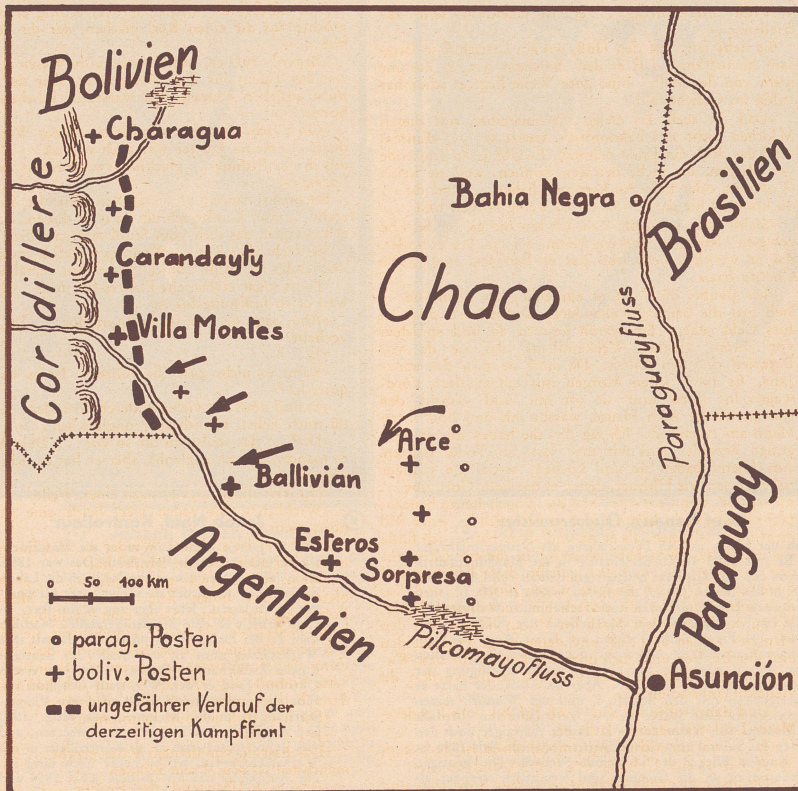 Bolivien
Charagua
Cordillere
Carandayty
Villa Montes
Bahia Negra
Brasilien
Chaco
Paraguayfluss
Arce
Ballivián
Esteros
Sorpresa
Argentinien
Pilcomayofluss
Paraguay
Asunción
0 50 100 km
parag. Posten
boliv. Posten
ungefährer Verlauf der
derzeitigen Kampffront